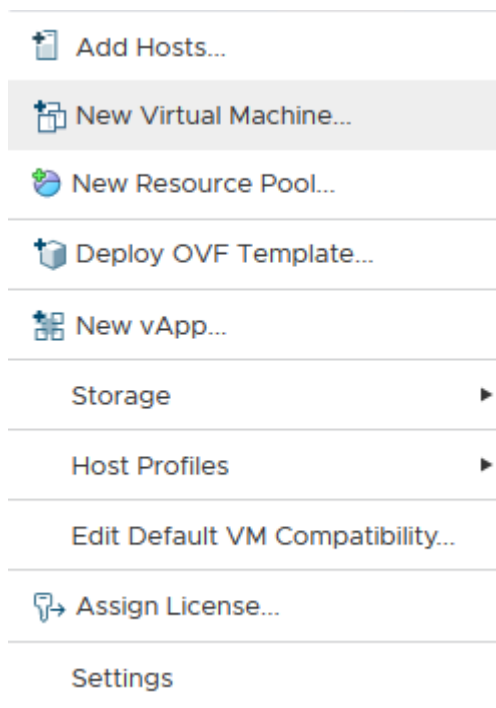 Add Hosts...
New Virtual Machine...
New Resource Pool...
Deploy OVF Template...
New vApp...
Storage
Host Profiles
Edit Default VM Compatibility...
Assign License...
Settings